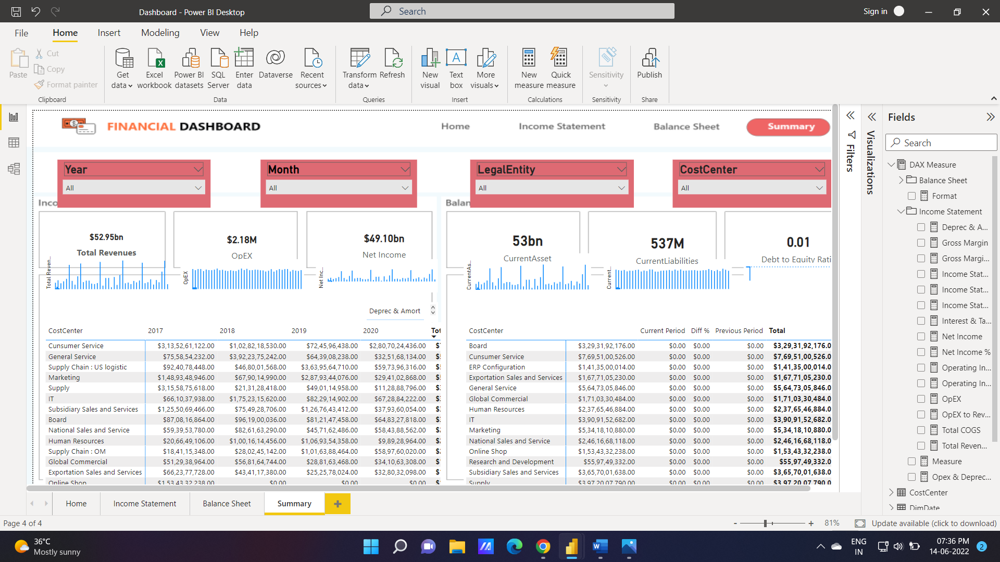 Dashboard - Power BI Desktop
Search
Sign in
File
Home
Insert
Modeling
View
Help
Paste
Cut
Copy
Format painter
Clipboard
Get data
Excel workbook
Power BI datasets
SQL Server
Enter data
Dataverse
Recent sources
Data
Transform data
Refresh
Queries
New visual
Text box
More visuals
Insert
New measure
Quick measure
Calculations
Sensitivity
Sensitivity
Publish
Share
FINANCIAL DASHBOARD
Home
Income Statement
Balance Sheet
Summary
Year
All
Month
All
LegalEntity
All
CostCenter
All
Inco
Balan
$52.95bn
Total Revenues
$2.18M
OpEX
$49.10bn
Net Income
53bn
CurrentAsset
537M
CurrentLiabilities
0.01
Debt to Equity Rati
Total Reven...
OpEX
Net Inc...
CurrentAs...
Current...
Deprec & Amort
CostCenter 2017 2018 2019 2020 Tot
Cunsumer Service $3,13,52,61,122.00 $1,02,82,18,530.00 $72,45,96,438.00 $2,80,70,24,436.00
General Service $75,58,54,232.00 $3,92,23,75,242.00 $64,39,08,238.00 $32,51,68,134.00
Supply Chain : US logistic $92,40,78,448.00 $46,80,01,568.00 $3,63,95,64,710.00 $59,73,96,316.00
Marketing $1,48,93,48,946.00 $67,90,14,990.00 $2,87,93,44,076.00 $29,41,02,868.00
Supply $3,15,58,75,618.00 $21,31,28,418.00 $49,01,14,958.00 $11,28,88,796.00
IT $66,10,37,938.00 $1,75,23,15,620.00 $82,29,14,902.00 $67,28,84,222.00
Subsidiary Sales and Services $1,25,50,69,466.00 $75,49,28,706.00 $1,26,76,43,412.00 $37,93,60,054.00
Board $87,08,16,864.00 $96,19,00,036.00 $81,21,47,458.00 $64,83,27,818.00
National Sales and Service $59,39,53,780.00 $82,61,63,290.00 $45,71,62,486.00 $58,43,88,562.00
Human Resources $20,66,49,106.00 $1,00,16,14,456.00 $1,06,93,54,358.00 $9,89,28,964.00
Supply Chain : OM $18,41,15,348.00 $28,02,45,142.00 $1,01,63,88,464.00 $58,97,60,020.00
Global Commercial $51,29,38,964.00 $56,81,64,744.00 $28,81,63,468.00 $34,10,63,308.00
Exportation Sales and Services $66,23,77,728.00 $43,41,17,380.00 $25,25,78,024.00 $32,80,32,098.00
Online Shop $1,53,43,32,238.00 $0.00 $0.00 $0.00
CostCenter Current Period Diff % Previous Period Total
Board $3,29,31,92,176.00 $0.00 $0.00 $0.00 $3,29,31,92,176.0
Cunsumer Service $7,69,51,00,526.00 $0.00 $0.00 $0.00 $7,69,51,00,526.0
ERP Configuration $1,41,35,00,014.00 $0.00 $0.00 $0.00 $1,41,35,00,014.0
Exportation Sales and Services $1,67,71,05,230.00 $0.00 $0.00 $0.00 $1,67,71,05,230.0
General Service $5,64,73,05,846.00 $0.00 $0.00 $0.00 $5,64,73,05,846.0
Global Commercial $1,71,03,30,484.00 $0.00 $0.00 $0.00 $1,71,03,30,484.0
Human Resources $2,37,65,46,884.00 $0.00 $0.00 $0.00 $2,37,65,46,884.0
IT $3,90,91,52,682.00 $0.00 $0.00 $0.00 $3,90,91,52,682.0
Marketing $5,34,18,10,880.00 $0.00 $0.00 $0.00 $5,34,18,10,880.0
National Sales and Service $2,46,16,68,118.00 $0.00 $0.00 $0.00 $2,46,16,68,118.0
Online Shop $1,53,43,32,238.00 $0.00 $0.00 $0.00 $1,53,43,32,238.0
Research and Development $55,97,49,332.00 $0.00 $0.00 $0.00 $55,97,49,332.0
Subsidiary Sales and Services $3,65,70,01,638.00 $0.00 $0.00 $0.00 $3,65,70,01,638.0
Supply $3,97,20,07,790.00 $0.00 $0.00 $0.00 $3,97,20,07,790.0
Filters
Visualizations
Fields
Search
DAX Measure
Balance Sheet
Format
Income Statement
Deprec & A...
Gross Margin
Gross Margi...
Income Stat...
Income Stat...
Income Stat...
Interest & Ta...
Net Income
Net Income %
Operating In...
Operating In...
OpEX
OpEX to Rev...
Total COGS
Total Reven...
Measure
Opex & Deprec...
CostCenter
DimDate
Home
Income Statement
Balance Sheet
Summary
Page 4 of 4
- + 81%
Update available (click to download)
36°C
Mostly sunny
ENG
IN
07:36 PM
14-06-2022
2